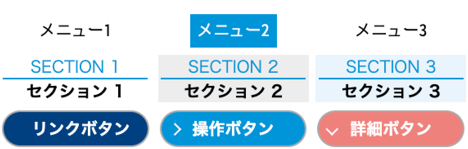 メニュー1 メニュー2 メニュー3
SECTION 1 SECTION 2 SECTION 3
セクション 1 セクション 2 セクション 3
リンクボタン 操作ボタン 詳細ボタン